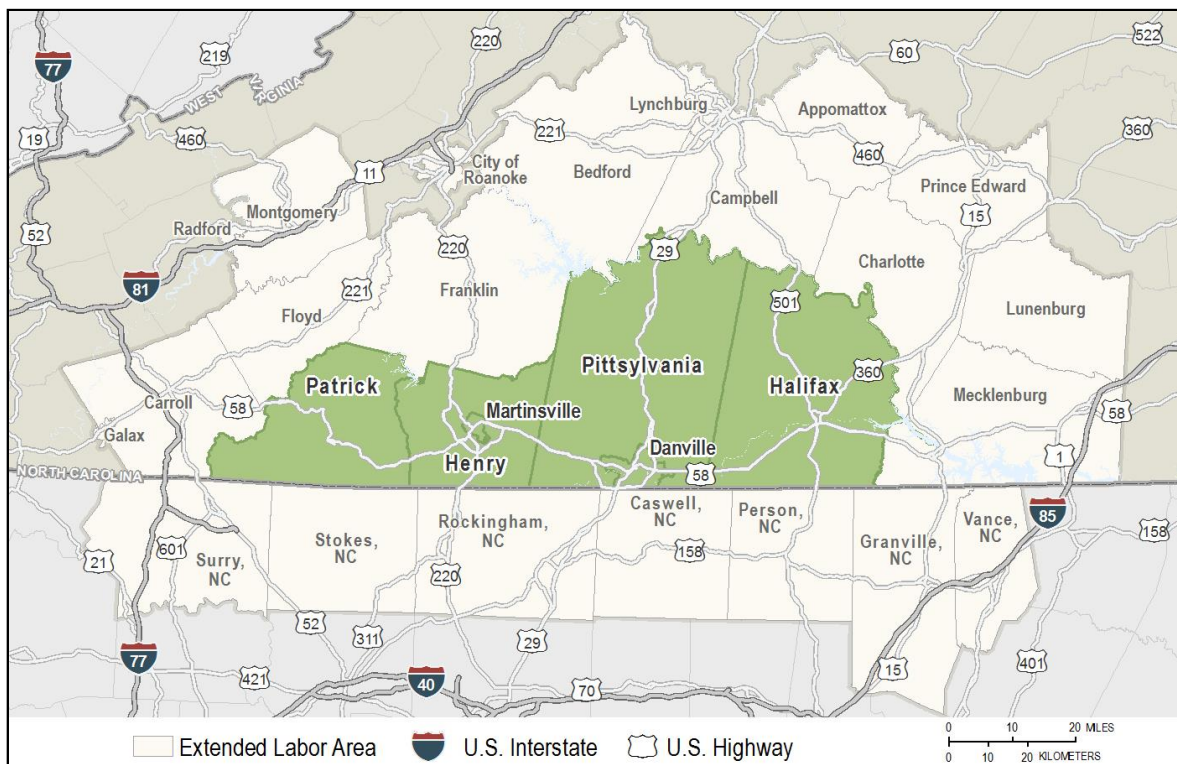 220
522
219
60
77
WEST
VIRGINIA
Lynchburg
Appomattox
19
460
221
360
11
City of
Roanoke
Bedford
460
Prince Edward
Campbell
52
Montgomery
15
Radford
220
29
Charlotte
81
221
Franklin
501
Lunenburg
Floyd
Pittsylvania
360
Patrick
Halifax
Mecklenburg
Carroll
58
Martinsville
58
Galax
Danville
1
NORTH CAROLINA
Henry
58
Caswell,
NC
Person,
NC
Vance,
NC
85
Rockingham,
NC
Stokes,
NC
Granville,
NC
158
601
158
21
Surry,
NC
220
52
311
29
77
15
401
421
40
70
Extended Labor Area
U.S. Interstate
U.S. Highway
0 10 20 MILES
0 10 20 KILOMETERS